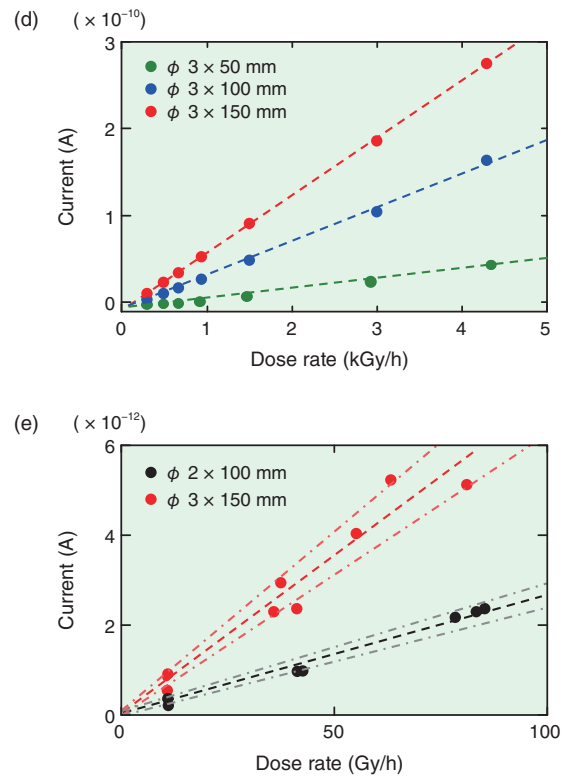 (d)
( × 10⁻¹⁰)
3
2
1
0
Current (A)
ϕ 3 × 50 mm
ϕ 3 × 100 mm
ϕ 3 × 150 mm
0 1 2 3 4 5
Dose rate (kGy/h)
(e)
( × 10⁻¹²)
6
4
2
0
Current (A)
ϕ 2 × 100 mm
ϕ 3 × 150 mm
0 50 100
Dose rate (Gy/h)